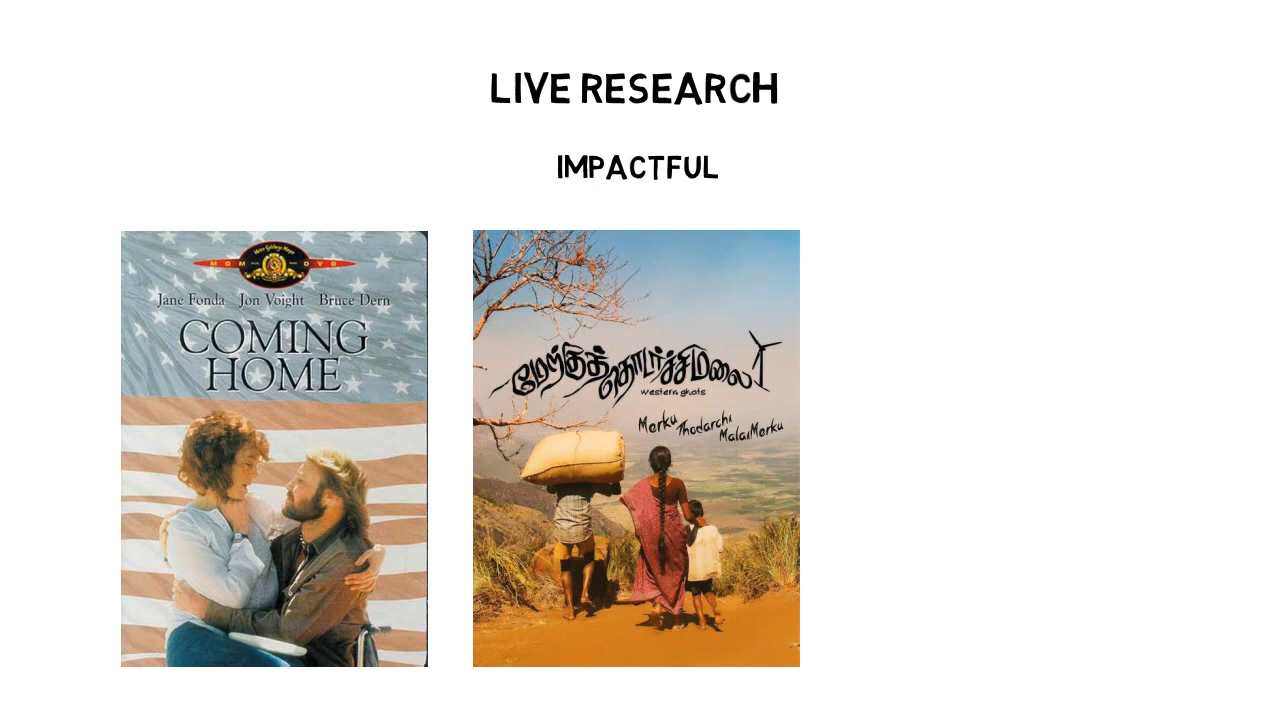 LIVE RESEARCH
IMPACTFUL
MGM DVD
Jane Fonda Jon Voight Bruce Dern
COMING
HOME
மேற்குத் தொடர்ச்சி மலை
western ghats
Merku Thodarchi Malai Merku